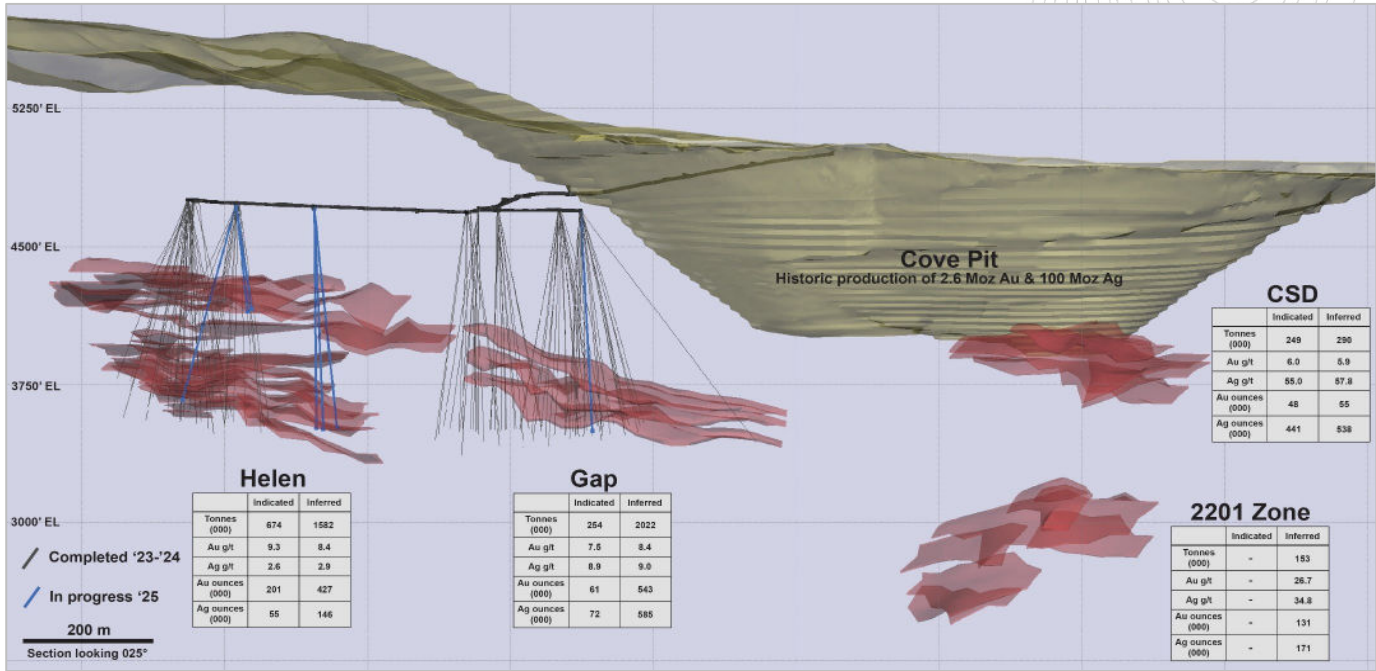 5250' EL
4500' EL
3750' EL
3000' EL
Cove Pit
Historic production of 2.6 Moz Au & 100 Moz Ag
Helen
Indicated Inferred
Tonnes
(000) 674 1582
Au g/t 9.3 8.4
Ag g/t 2.6 2.9
Au ounces
(000) 201 427
Ag ounces
(000) 55 146
Gap
Indicated Inferred
Tonnes
(000) 254 2022
Au g/t 7.5 8.4
Ag g/t 8.9 9.0
Au ounces
(000) 61 543
Ag ounces
(000) 72 585
CSD
Indicated Inferred
Tonnes
(000) 249 290
Au g/t 6.0 5.9
Ag g/t 55.0 57.8
Au ounces
(000) 48 55
Ag ounces
(000) 441 538
2201 Zone
Indicated Inferred
Tonnes
(000) - 153
Au g/t - 26.7
Ag g/t - 34.8
Au ounces
(000) - 131
Ag ounces
(000) - 171
Completed '23-'24
In progress '25
200 m
Section looking 025°